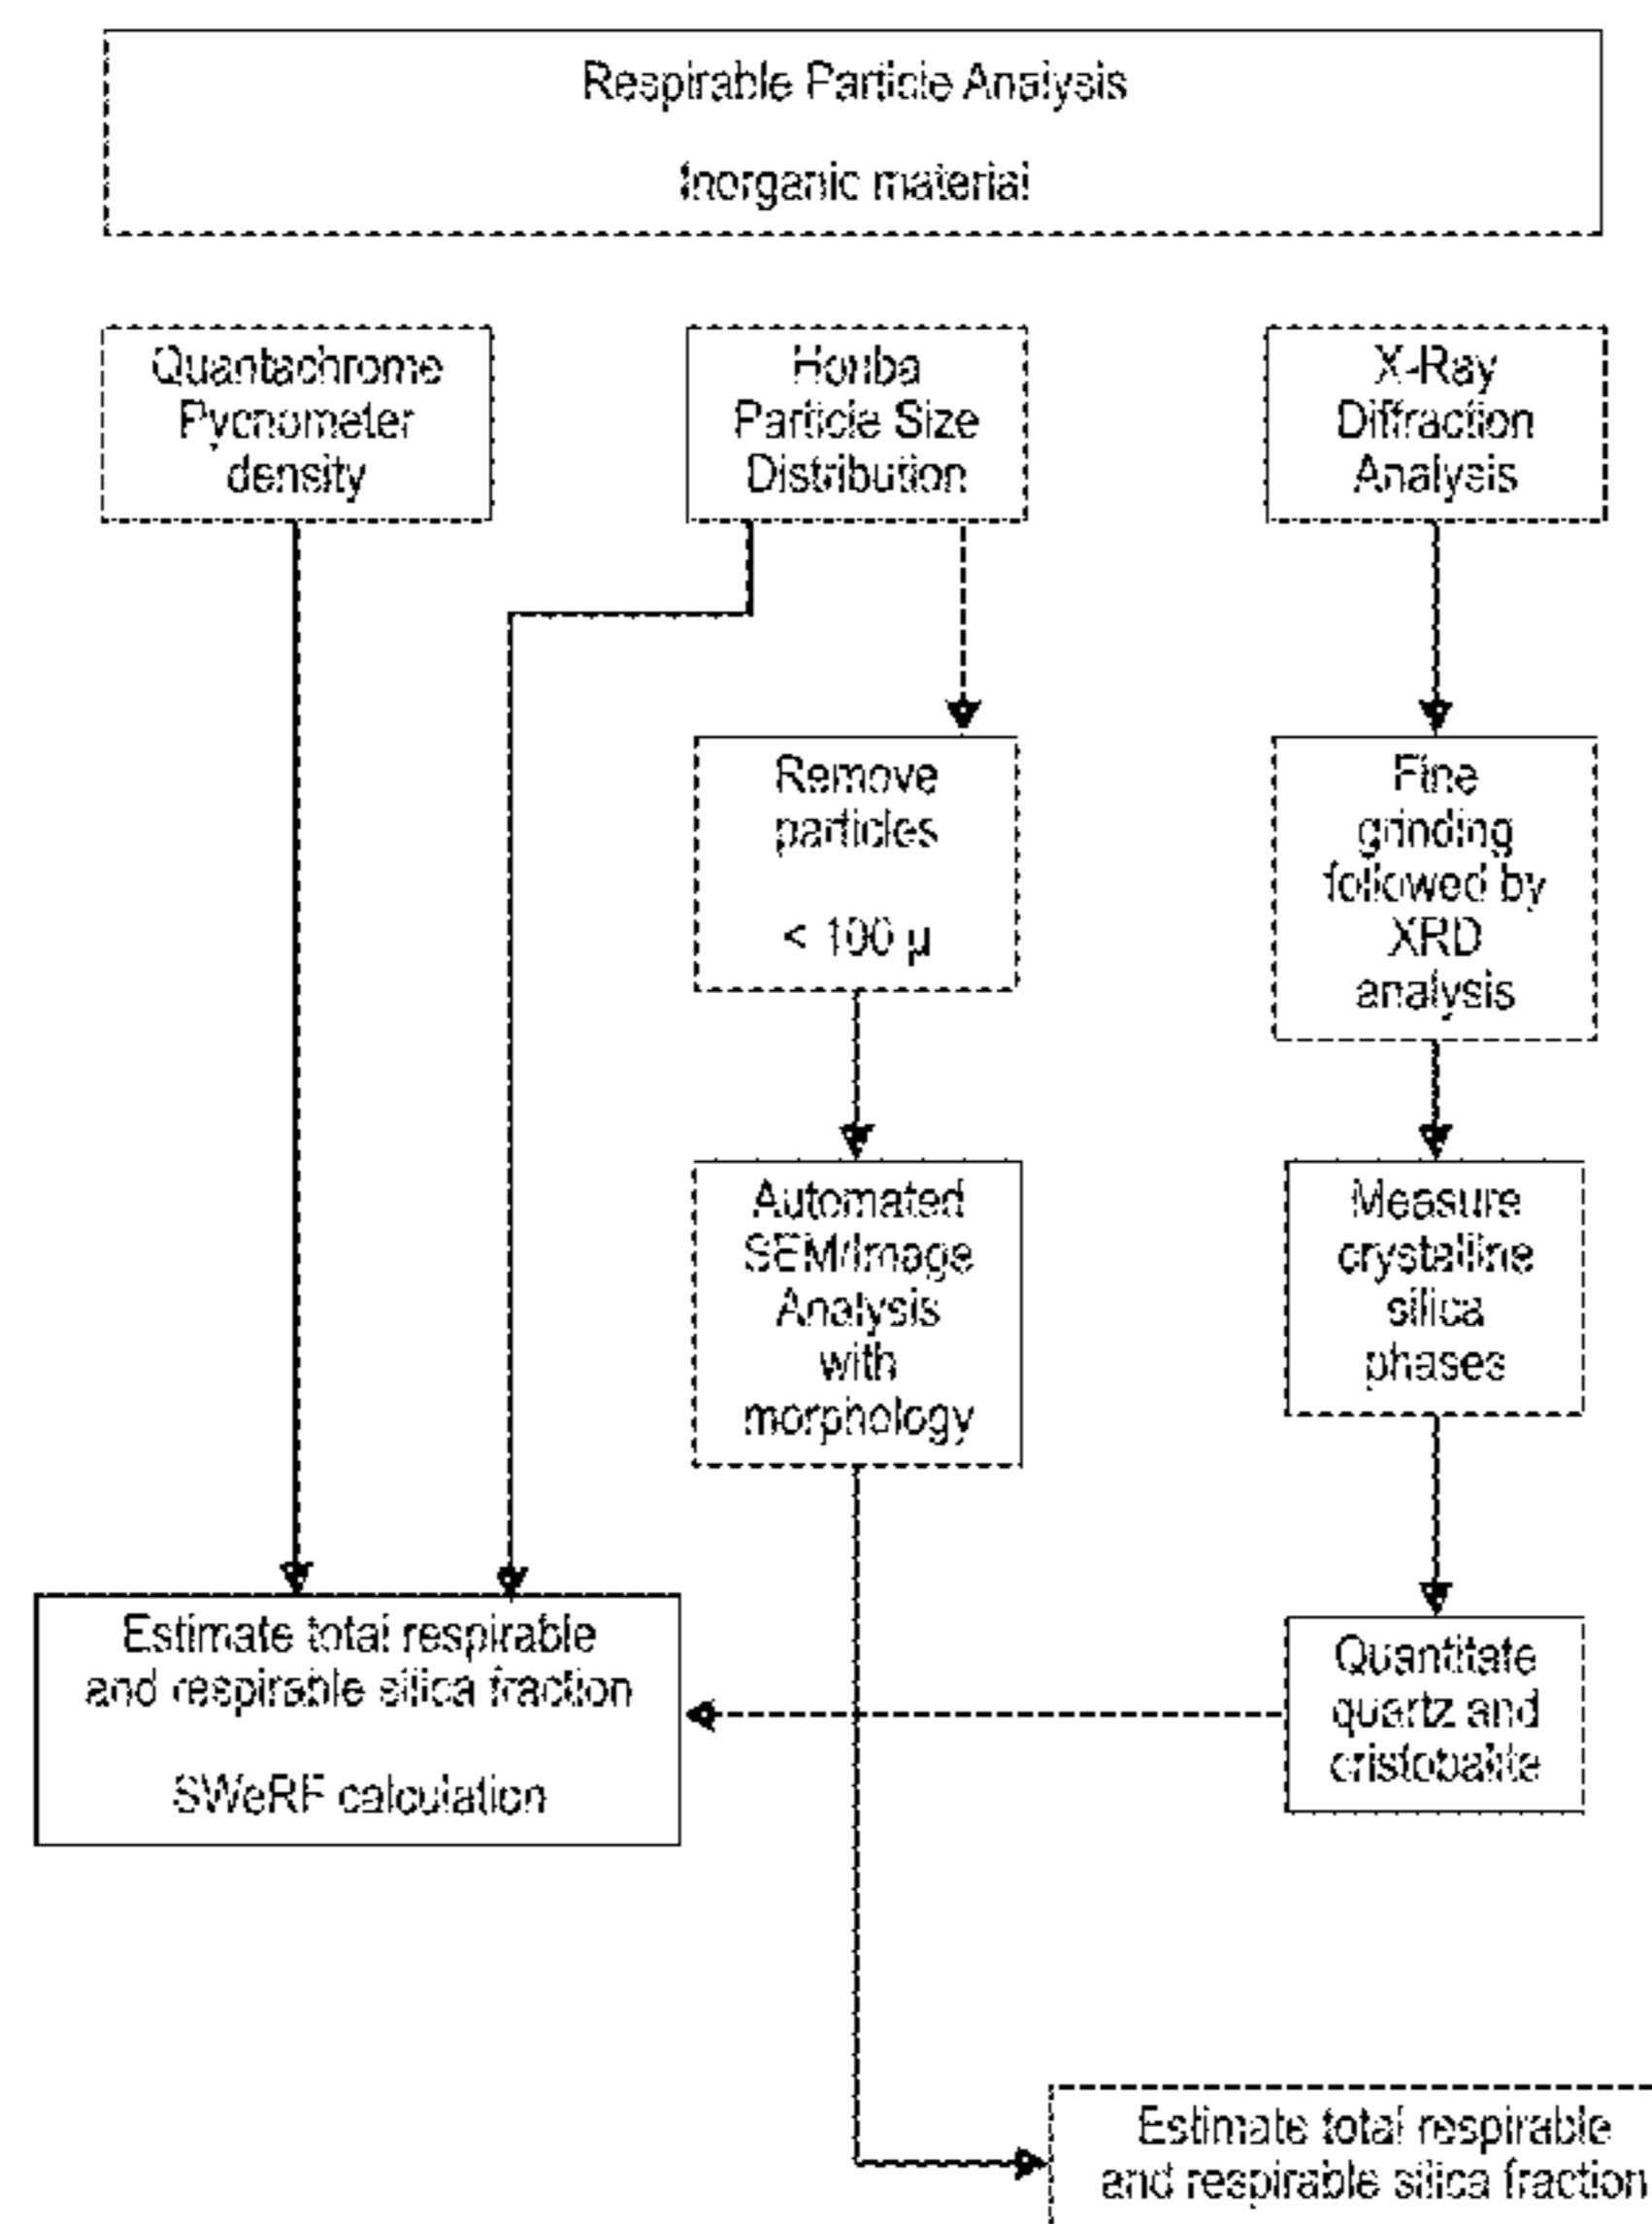 Respirable Particle Analysis
Inorganic material
Quantachrome
Pycnometer
density
Horiba
Particle Size
Distribution
X-Ray
Diffraction
Analysis
Remove
particles
< 100 µ
Fine
grinding
followed by
XRD
analysis
Automated
SEM/Image
Analysis
with
morphology
Measure
crystalline
silica
phases
Estimate total respirable
and respirable silica fraction
SWeRF calculation
Quantitate
quartz and
cristobalite
Estimate total respirable
and respirable silica fraction